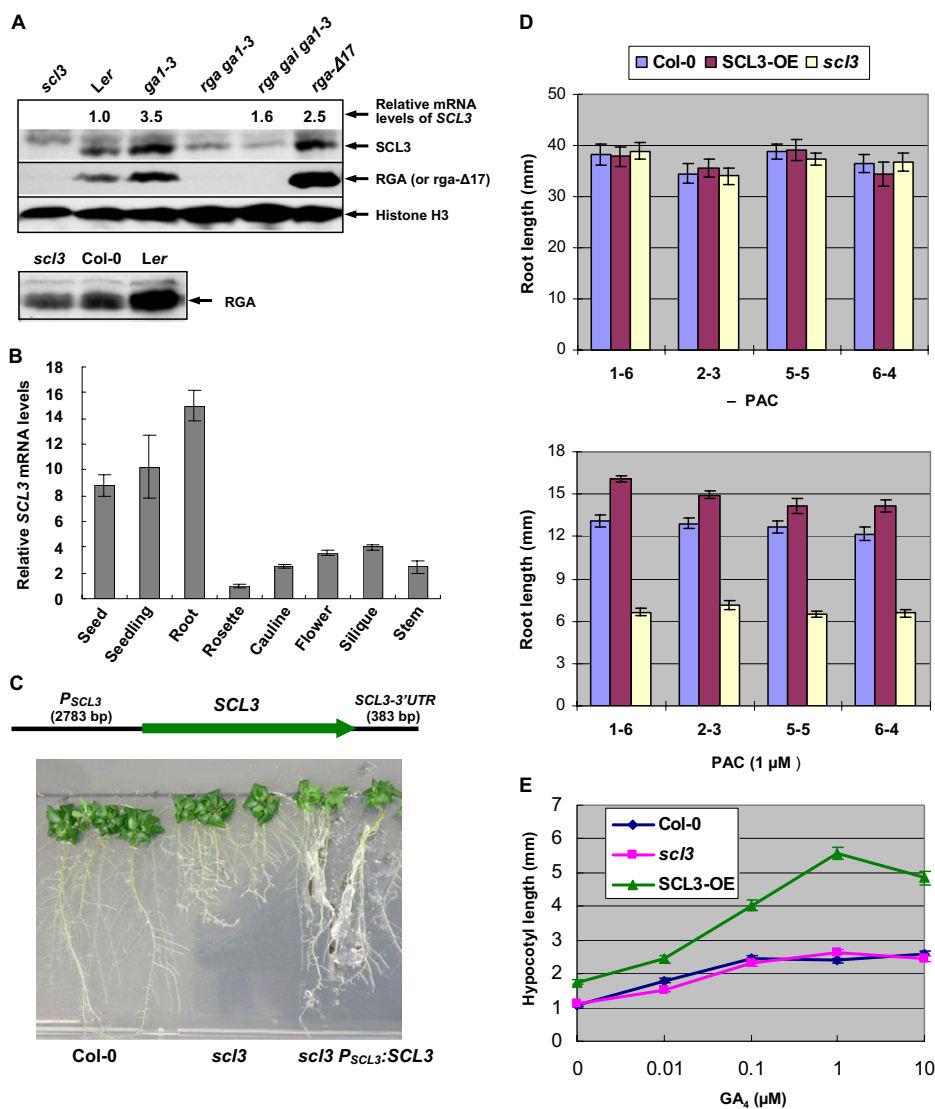 A
scl3 Ler ga1-3 rga ga1-3 rga gai ga1-3 rga-Δ17
1.0 3.5 1.6 2.5
Relative mRNA
levels of SCL3
SCL3
RGA (or rga-Δ17)
Histone H3
scl3 Col-0 Ler
RGA
B
Relative SCL3 mRNA levels
18
16
14
12
10
8
6
4
2
0
Seed Seedling Root Rosette Cauline Flower Silique Stem
C
PSCL3
(2783 bp)
SCL3
SCL3-3'UTR
(383 bp)
Col-0 scl3 scl3 PSCL3:SCL3
D
Col-0 SCL3-OE scl3
Root length (mm)
50
40
30
20
10
0
1-6 2-3 5-5 6-4
– PAC
Root length (mm)
18
15
12
9
6
3
0
1-6 2-3 5-5 6-4
PAC (1 µM )
E
Col-0
scl3
SCL3-OE
Hypocotyl length (mm)
7
6
5
4
3
2
1
0
0 0.01 0.1 1 10
GA4 (µM)